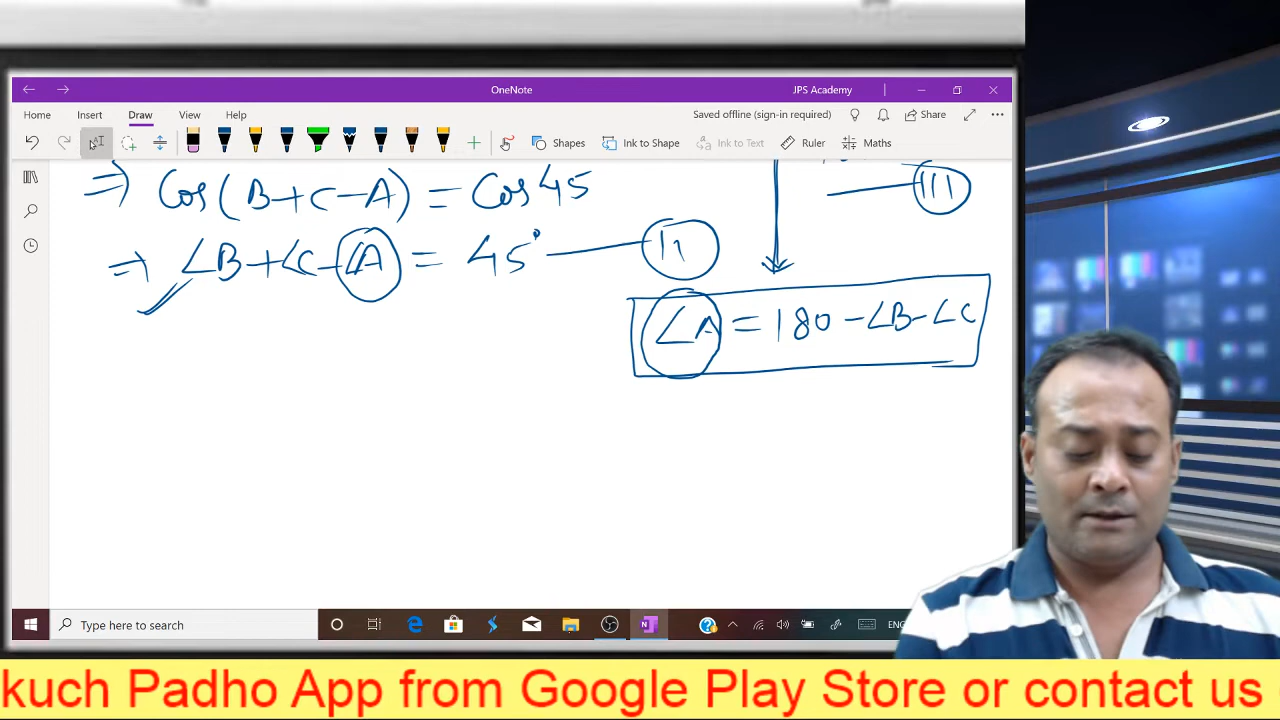 OneNote
JPS Academy
Home Insert Draw View Help
Saved offline (sign-in required)
Share
Shapes
Ink to Shape
Ink to Text
Ruler
Maths
⇒ Cos(B+C-A) = Cos45
III
⇒ ∠B+∠C-∠A = 45° — II
∠A = 180-∠B-∠C
Type here to search
ENG
kuch Padho App from Google Play Store or contact us